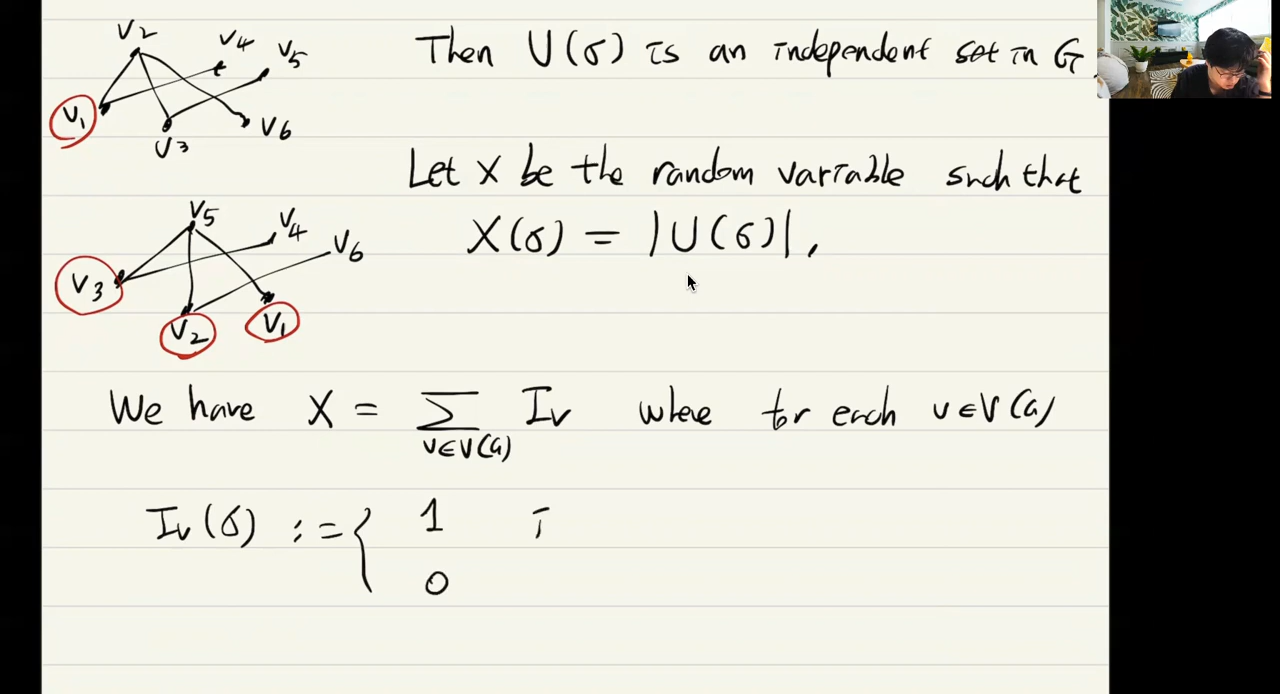 V2
V4
V5
V1
V3
V6
Then U(σ) is an independent set in G
Let X be the random variable such that
X(σ) = |U(σ)|,
V5
V4
V6
V3
V2
V1
We have X = ∑ Iv where for each v∈V(G)
v∈V(G)
Iv(σ) := { 1 i
0